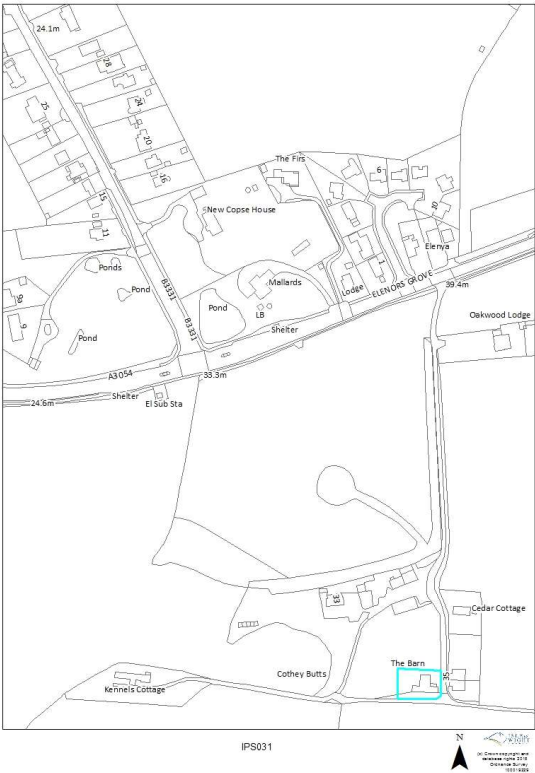 24.1m
28
25
24
20
16
15
11
The Firs
6
New Copse House
10
Elenya
1
Ponds
Pond
B3331
Mallards
Lodge
ELENORS GROVE
39.4m
9a
9
Pond
LB
B3331
Shelter
Oakwood Lodge
Pond
A3054
33.3m
24.6m
Shelter
El Sub Sta
33
Cedar Cottage
The Barn
35
Cothey Butts
Kennels Cottage
IPS031
N
(c) Crown copyright and
database rights 2018
Ordnance Survey